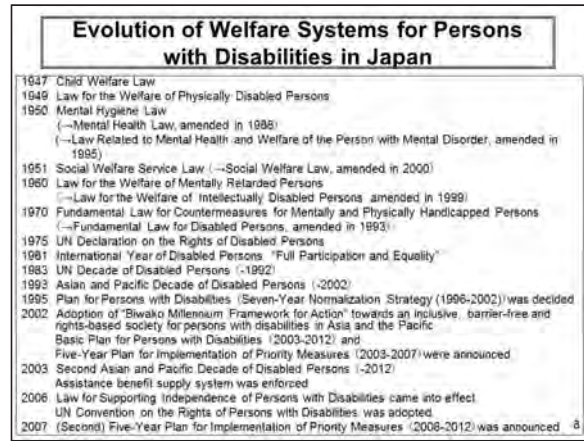 Evolution of Welfare Systems for Persons
with Disabilities in Japan
1947 Child Welfare Law
1949 Law for the Welfare of Physically Disabled Persons
1950 Mental Hygiene Law
(→Mental Health Law, amended in 1988)
(→Law Related to Mental Health and Welfare of the Person with Mental Disorder, amended in
1995)
1951 Social Welfare Service Law (→Social Welfare Law, amended in 2000)
1960 Law for the Welfare of Mentally Retarded Persons
(→Law for the Welfare of Intellectually Disabled Persons amended in 1999)
1970 Fundamental Law for Countermeasures for Mentally and Physically Handicapped Persons
(→Fundamental Law for Disabled Persons, amended in 1993)
1975 UN Declaration on the Rights of Disabled Persons
1981 International Year of Disabled Persons "Full Participation and Equality"
1983 UN Decade of Disabled Persons (-1992)
1993 Asian and Pacific Decade of Disabled Persons (-2002)
1995 Plan for Persons with Disabilities (Seven-Year Normalization Strategy (1996-2002)) was decided
2002 Adoption of "Biwako Millennium Framework for Action" towards an inclusive, barrier-free and
rights-based society for persons with disabilities in Asia and the Pacific
Basic Plan for Persons with Disabilities (2003-2012) and
Five-Year Plan for Implementation of Priority Measures (2003-2007) were announced
2003 Second Asian and Pacific Decade of Disabled Persons (-2012)
Assistance benefit supply system was enforced
2006 Law for Supporting Independence of Persons with Disabilities came into effect
UN Convention on the Rights of Persons with Disabilities was adopted
2007 (Second) Five-Year Plan for Implementation of Priority Measures (2008-2012) was announced
8